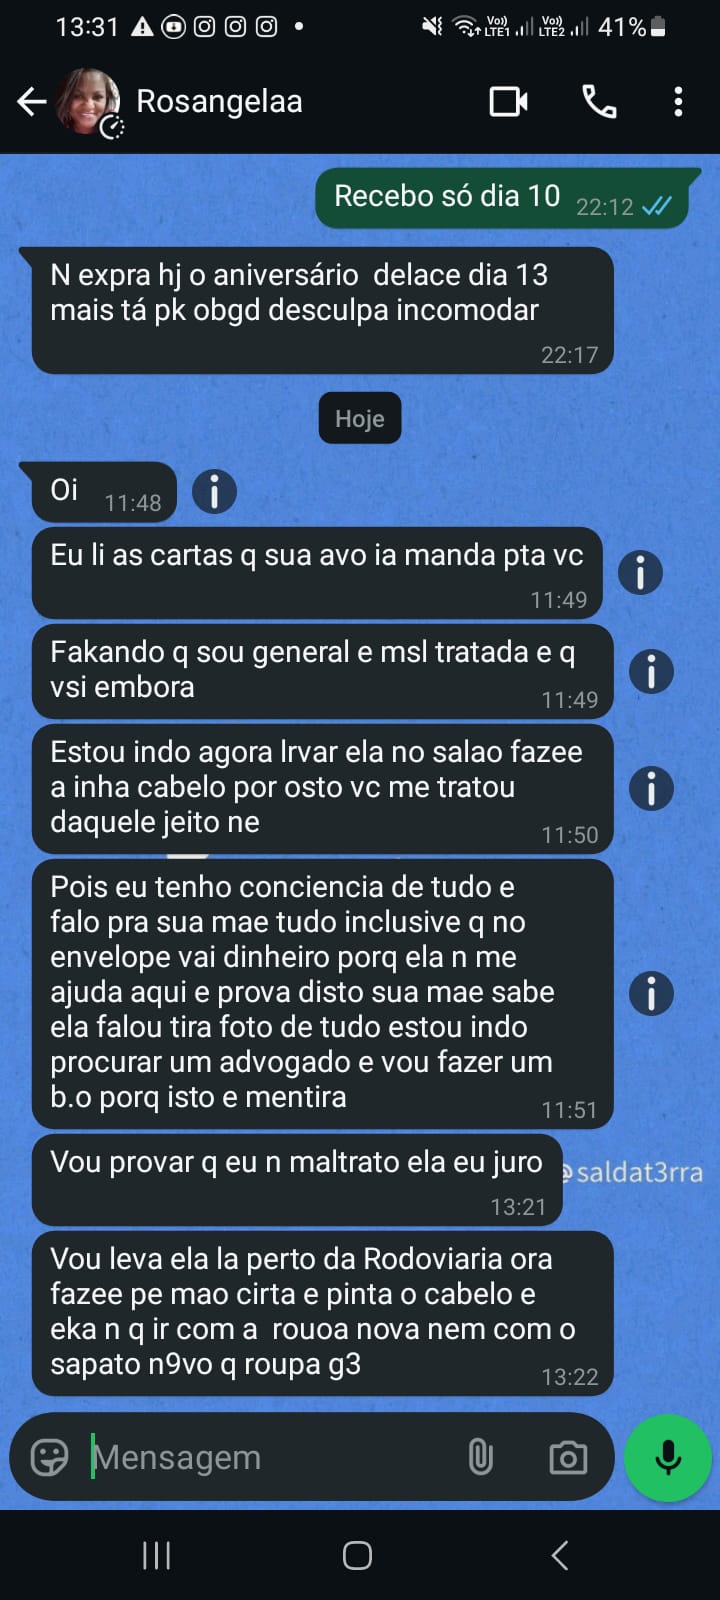 13:31
Vo)) LTE1 Vo)) LTE2 41%
Rosangelaa
Recebo só dia 10 22:12
N expra hj o aniversário delace dia 13
mais tá pk obgd desculpa incomodar
22:17
Hoje
Oi 11:48
Eu li as cartas q sua avo ia manda pta vc
11:49
Fakando q sou general e msl tratada e q
vsi embora 11:49
Estou indo agora lrvar ela no salao fazee
a inha cabelo por osto vc me tratou
daquele jeito ne 11:50
Pois eu tenho conciencia de tudo e
falo pra sua mae tudo inclusive q no
envelope vai dinheiro porq ela n me
ajuda aqui e prova disto sua mae sabe
ela falou tira foto de tudo estou indo
procurar um advogado e vou fazer um
b.o porq isto e mentira 11:51
Vou provar q eu n maltrato ela eu juro
@saldat3rra
13:21
Vou leva ela la perto da Rodoviaria ora
fazee pe mao cirta e pinta o cabelo e
eka n q ir com a rouoa nova nem com o
sapato n9vo q roupa g3 13:22
Mensagem